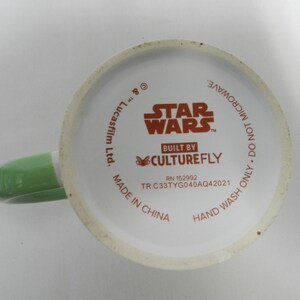 © & ™ Lucasfilm Ltd.
STAR
WARS™
BUILT BY
CULTUREFLY
RN 152992
TR C33TYG040AQ42021
MADE IN CHINA
HAND WASH ONLY • DO NOT MICROWAVE